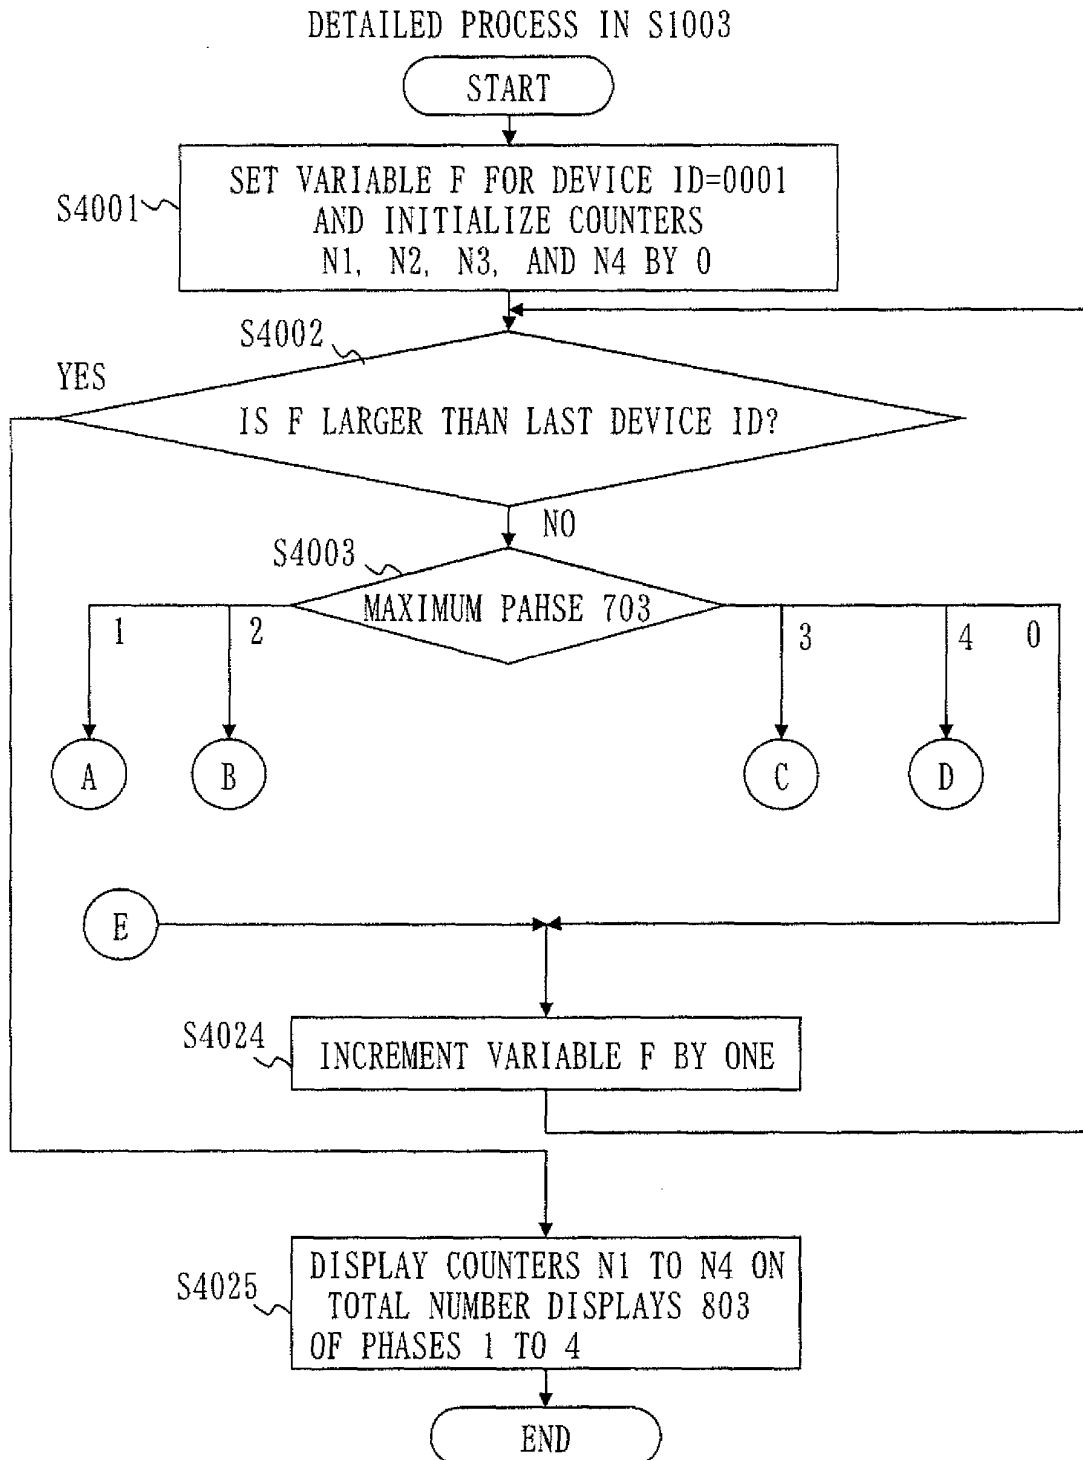 DETAILED PROCESS IN S1003
START
S4001
SET VARIABLE F FOR DEVICE ID=0001
AND INITIALIZE COUNTERS
N1, N2, N3, AND N4 BY 0
S4002
YES
IS F LARGER THAN LAST DEVICE ID?
NO
S4003
MAXIMUM PAHSE 703
1
2
3
4
0
A
B
C
D
E
S4024
INCREMENT VARIABLE F BY ONE
S4025
DISPLAY COUNTERS N1 TO N4 ON
TOTAL NUMBER DISPLAYS 803
OF PHASES 1 TO 4
END